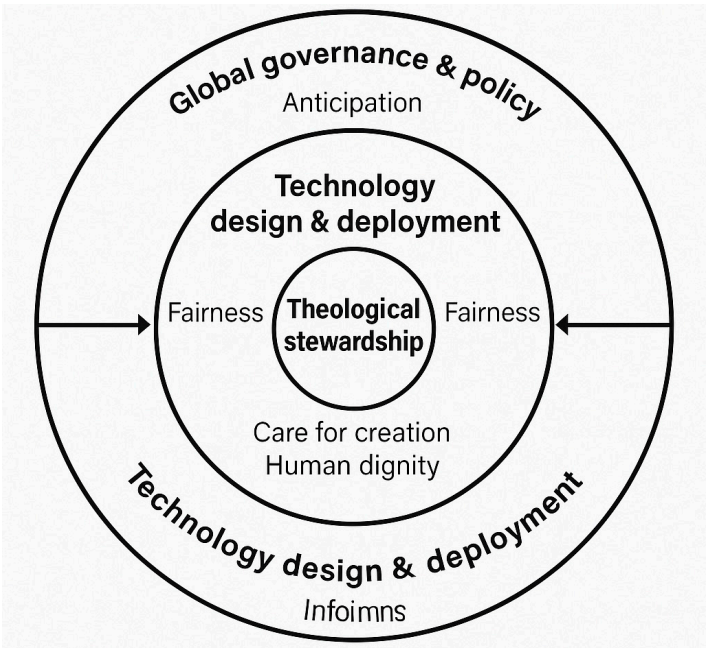 Global governance & policy
Anticipation
Technology
design & deployment
Fairness
Theological
stewardship
Fairness
Care for creation
Human dignity
Technology design & deployment
Infoimns